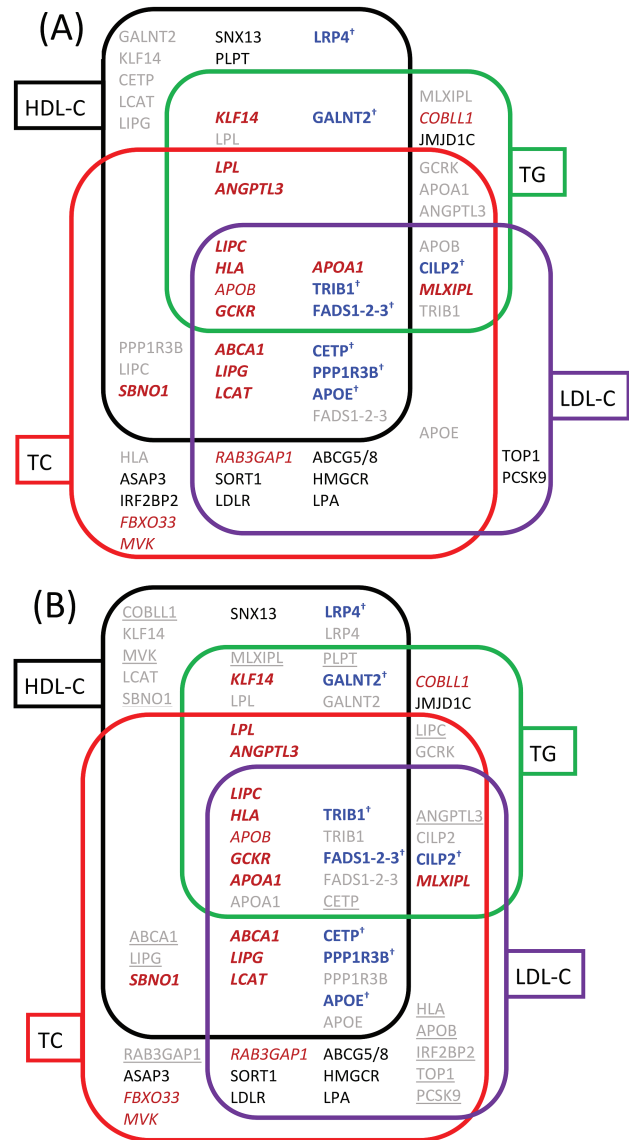 (A)
GALNT2 SNX13 LRP4†
KLF14 PLPT
CETP
HDL-C
LCAT MLXIPL
LIPG KLF14 GALNT2† COBLL1
LPL JMJD1C
TG
LPL GCRK
ANGPTL3 APOA1
ANGPTL3
LIPC APOB
HLA APOA1 CILP2†
APOB TRIB1† MLXIPL
GCKR FADS1-2-3† TRIB1
PPP1R3B ABCA1 CETP†
LIPC LIPG PPP1R3B†
SBNO1 LCAT APOE†
LDL-C
FADS1-2-3
APOE
TC
HLA RAB3GAP1 ABCG5/8 TOP1
ASAP3 SORT1 HMGCR PCSK9
IRF2BP2 LDLR LPA
FBXO33
MVK
(B)
COBLL1 SNX13 LRP4†
KLF14 LRP4
MVK MLXIPL PLPT
HDL-C
LCAT KLF14 GALNT2† COBLL1
SBNO1 LPL GALNT2 JMJD1C
LPL LIPC
ANGPTL3 GCRK
TG
LIPC
HLA TRIB1† ANGPTL3
APOB TRIB1 CILP2
GCKR FADS1-2-3† CILP2†
APOA1 FADS1-2-3 MLXIPL
APOA1 CETP
ABCA1 ABCA1 CETP†
LIPG LIPG PPP1R3B†
SBNO1 LCAT PPP1R3B
LDL-C
APOE†
APOE HLA
TC
APOB
RAB3GAP1 RAB3GAP1 ABCG5/8 IRF2BP2
ASAP3 SORT1 HMGCR TOP1
FBXO33 LDLR LPA PCSK9
MVK